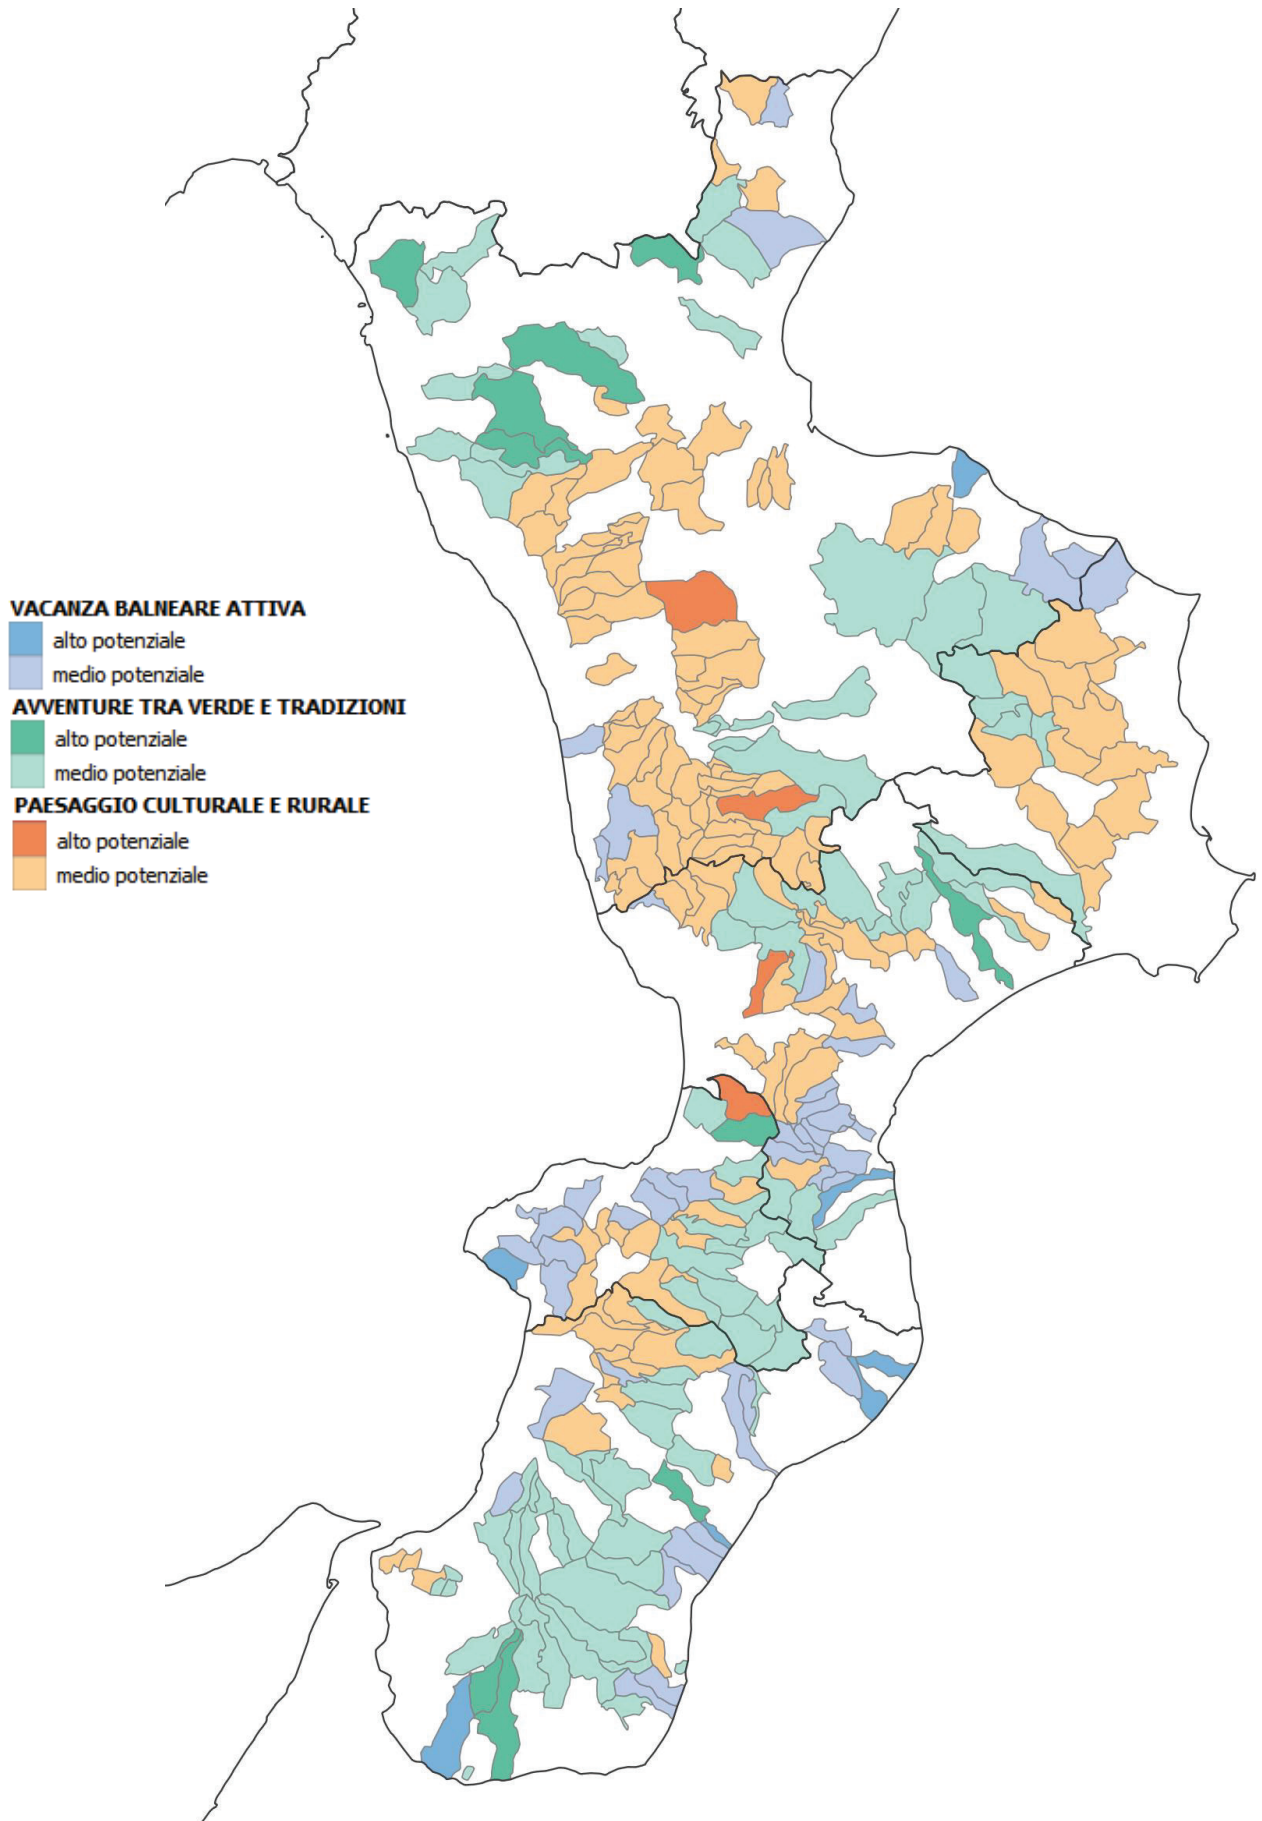 VACANZA BALNEARE ATTIVA
alto potenziale
medio potenziale
AVVENTURE TRA VERDE E TRADIZIONI
alto potenziale
medio potenziale
PAESAGGIO CULTURALE E RURALE
alto potenziale
medio potenziale